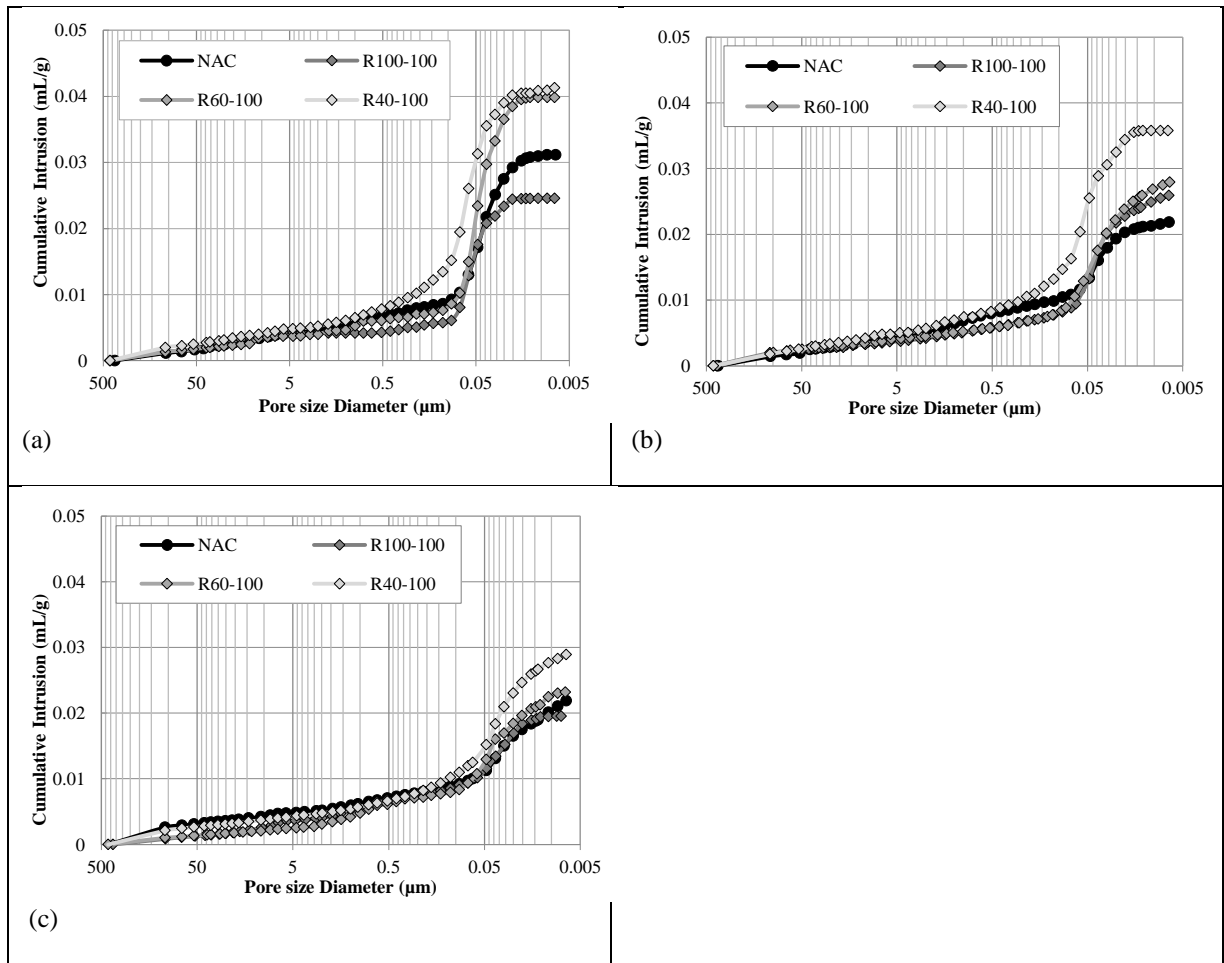 0.05
0.04
0.03
0.02
0.01
0
Cumulative Intrusion (mL/g)
NAC R100-100
R60-100 R40-100
500 50 5 0.5 0.05 0.005
Pore size Diameter (µm)
(a)
0.05
0.04
0.03
0.02
0.01
0
Cumulative Intrusion (mL/g)
NAC R100-100
R60-100 R40-100
500 50 5 0.5 0.05 0.005
Pore size Diameter (µm)
(b)
0.05
0.04
0.03
0.02
0.01
0
Cumulative Intrusion (mL/g)
NAC R100-100
R60-100 R40-100
500 50 5 0.5 0.05 0.005
Pore size Diameter (µm)
(c)